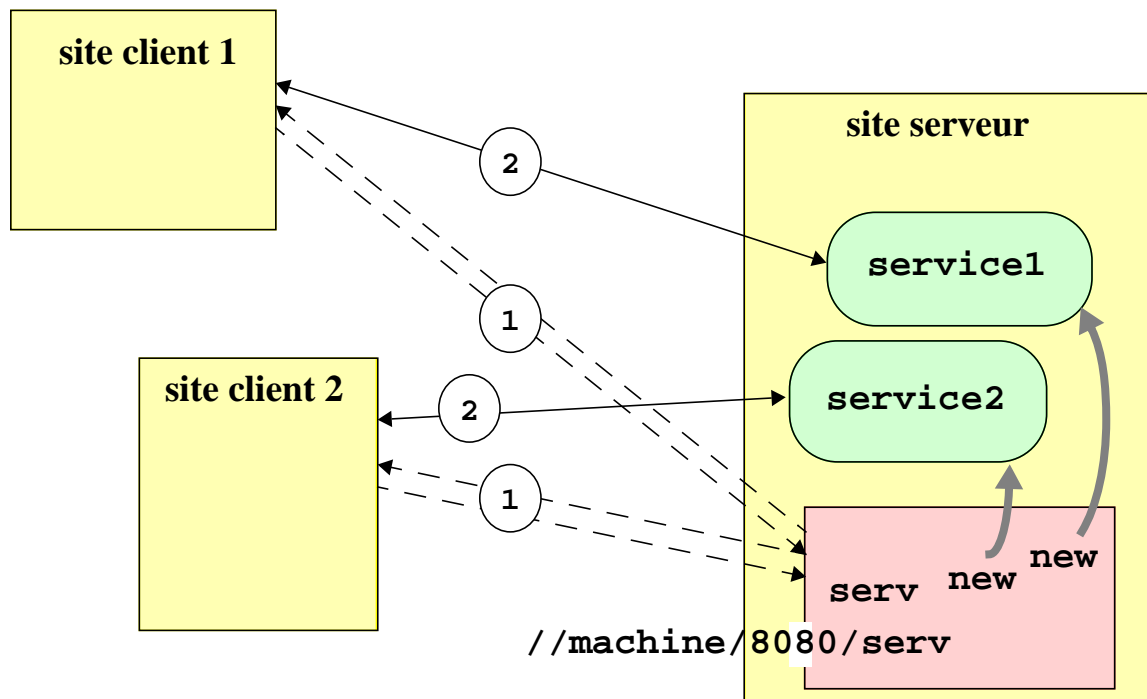 site client 1
2
site serveur
service1
1
site client 2
2
service2
1
new
new
serv
//machine/8080/serv